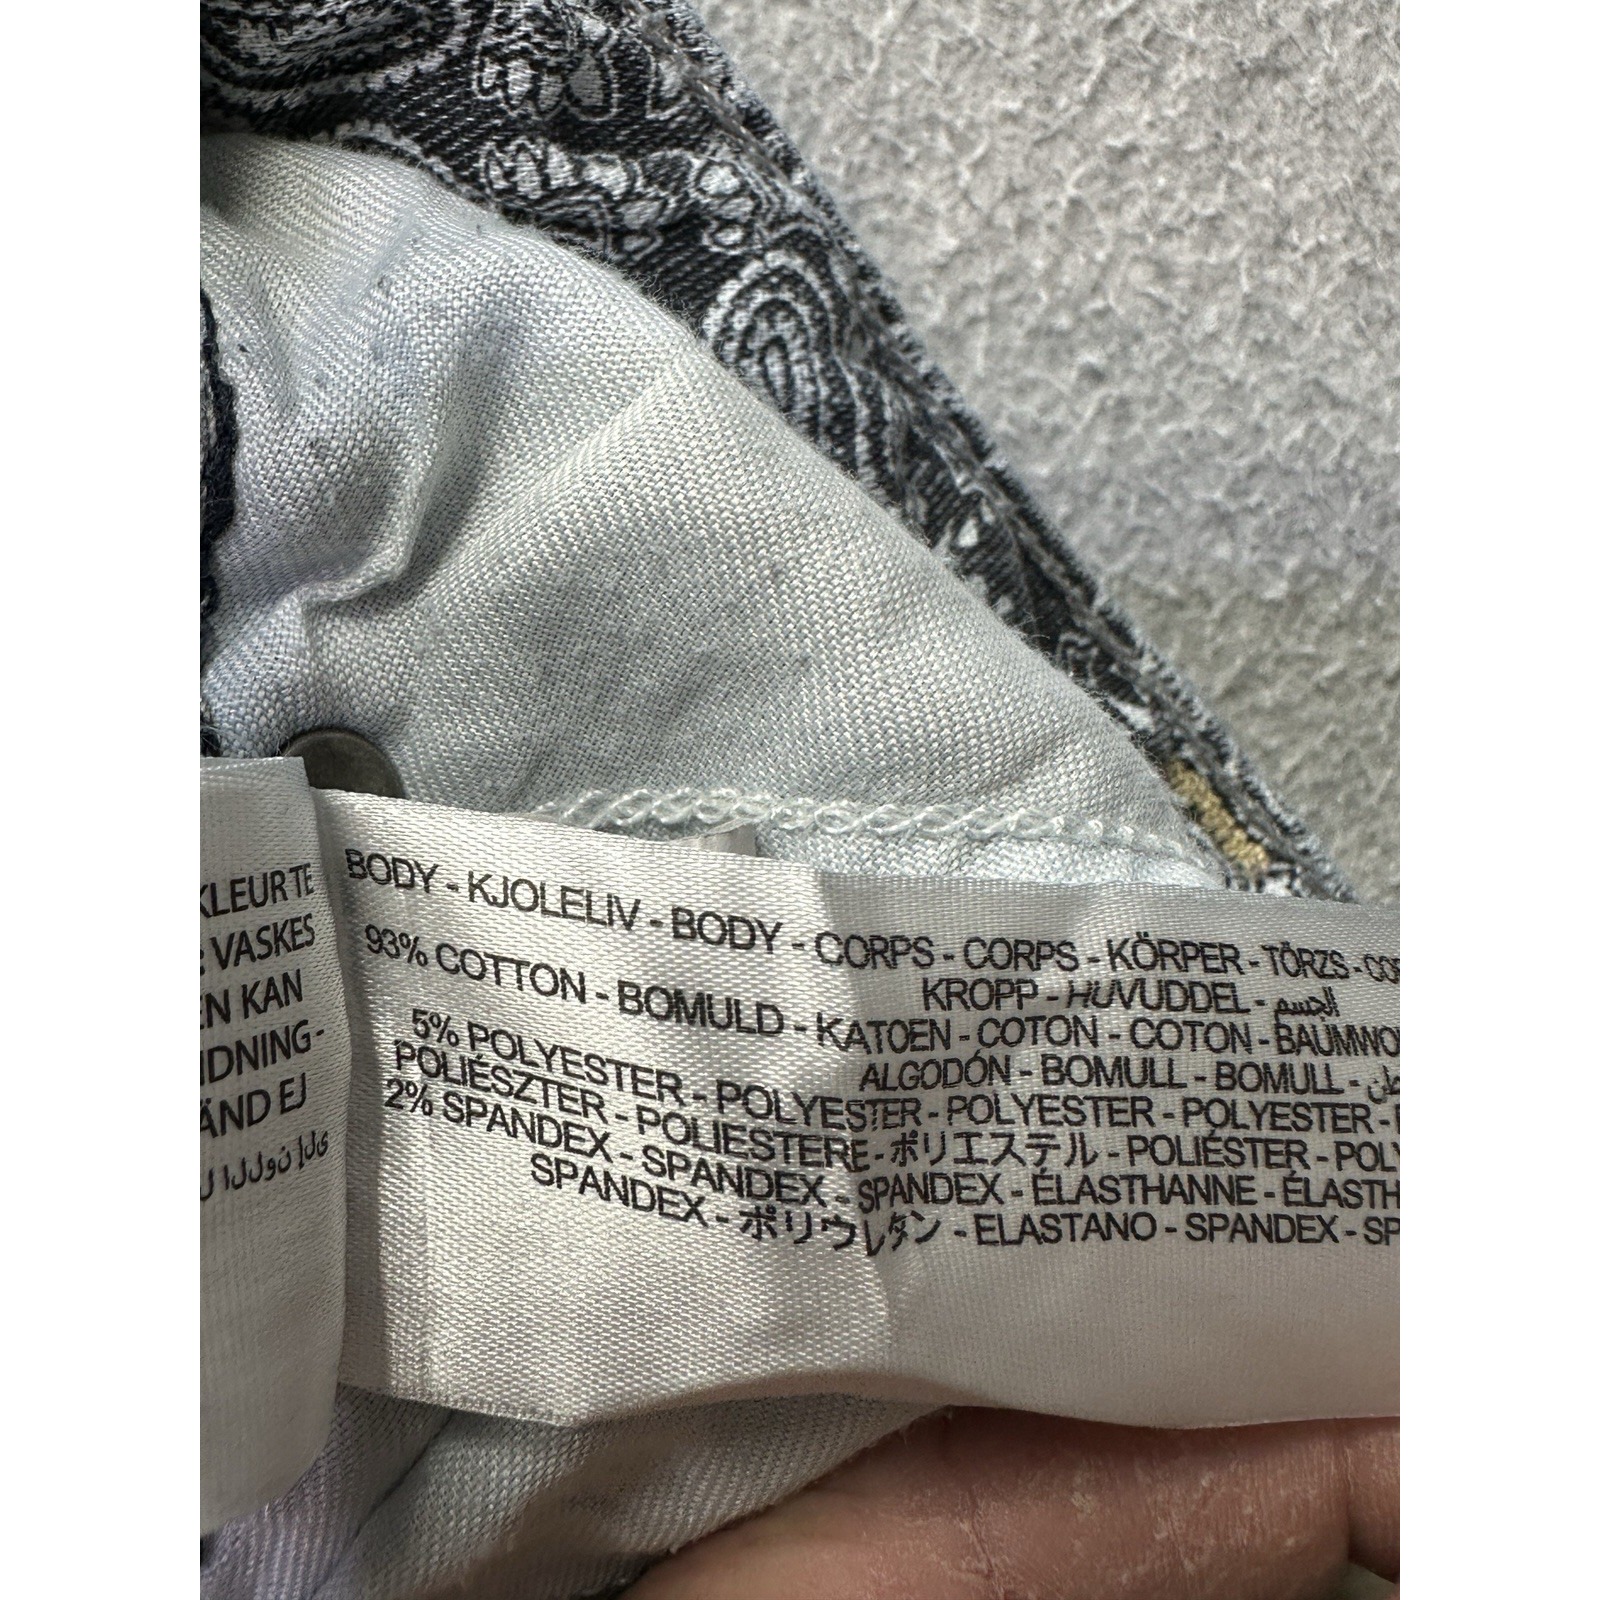 KLEUR TE
VASKES
EN KAN
IDNING-
ÄND EJ
BODY - KJOLELIV - BODY - CORPS - CORPS - KÖRPER - TÖRZS -
KROPP - HUVUDDEL - الجسم
93% COTTON - BOMULD - KATOEN - COTON - COTON -
ALGODÓN - BOMULL - BOMULL -
5% POLYESTER - POLYESTER - POLYESTER - POLYESTER -
POLIÉSZTER - POLIESTERE - ポリエステル - POLIÉSTER -
2% SPANDEX - SPANDEX - SPANDEX - ÉLASTHANNE -
SPANDEX - ポリウレタン - ELASTANO - SPANDEX -